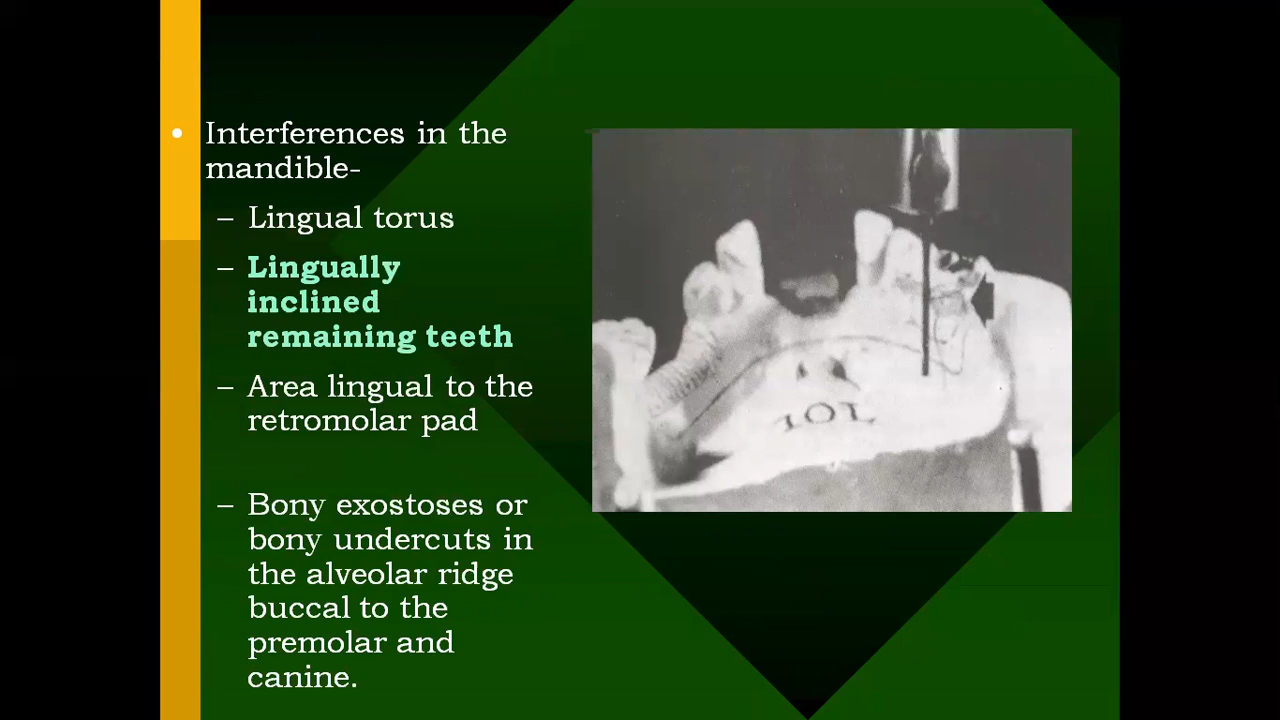 • Interferences in the
mandible-
– Lingual torus
– Lingually
inclined
remaining teeth
– Area lingual to the
retromolar pad
– Bony exostoses or
bony undercuts in
the alveolar ridge
buccal to the
premolar and
canine.